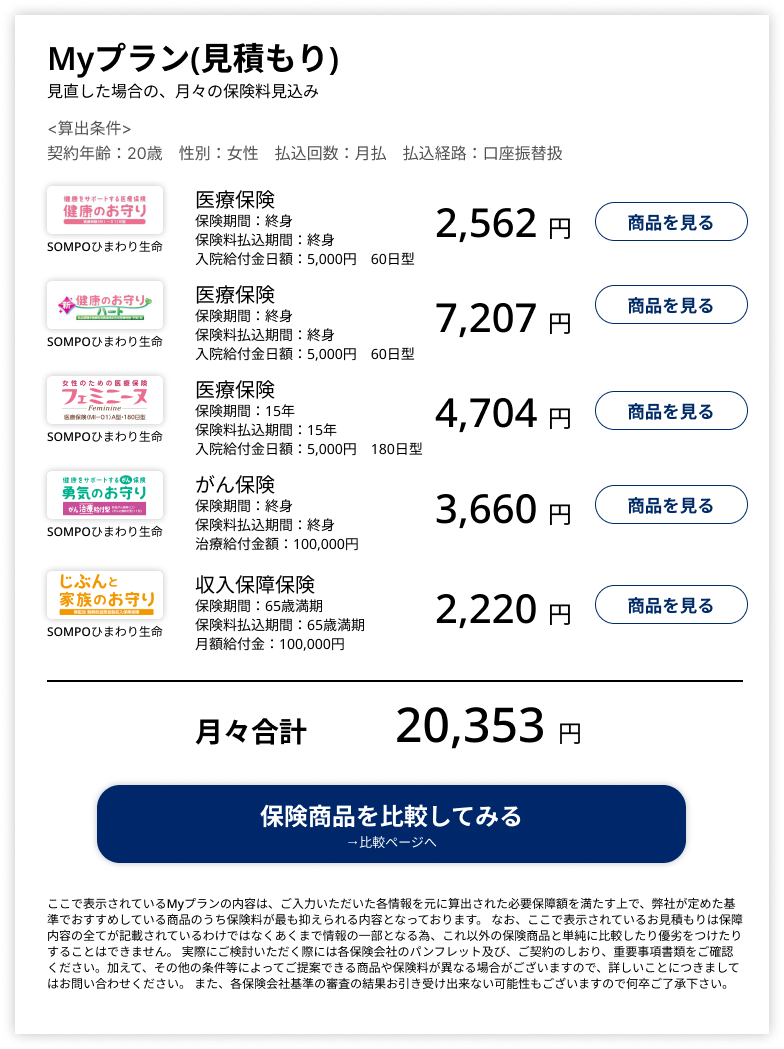 Myプラン(見積もり)
見直した場合の、月々の保険料見込み
<算出条件>
契約年齢：20歳　性別：女性　払込回数：月払　払込経路：口座振替扱
健康をサポートする医療保険
健康のお守り
SOMPOひまわり生命
医療保険
保険期間：終身
保険料払込期間：終身
入院給付金日額：5,000円　60日型
2,562 円
商品を見る
新 健康のお守り
ハート
SOMPOひまわり生命
医療保険
保険期間：終身
保険料払込期間：終身
入院給付金日額：5,000円　60日型
7,207 円
商品を見る
女性のための医療保険
フェミニーヌ
Feminine
医療保険(MI-01)A型・180日型
SOMPOひまわり生命
医療保険
保険期間：15年
保険料払込期間：15年
入院給付金日額：5,000円　180日型
4,704 円
商品を見る
健康をサポートするがん保険
勇気のお守り
がん治療給付型
SOMPOひまわり生命
がん保険
保険期間：終身
保険料払込期間：終身
治療給付金額：100,000円
3,660 円
商品を見る
じぶんと
家族のお守り
SOMPOひまわり生命
収入保障保険
保険期間：65歳満期
保険料払込期間：65歳満期
月額給付金：100,000円
2,220 円
商品を見る
月々合計 20,353 円
保険商品を比較してみる
→比較ページへ
ここで表示されているMyプランの内容は、ご入力いただいた各情報を元に算出された必要保障額を満たす上で、弊社が定めた基
準でおすすめしている商品のうち保険料が最も抑えられる内容となっております。 なお、ここで表示されているお見積もりは保障
内容の全てが記載されているわけではなくあくまで情報の一部となる為、これ以外の保険商品と単純に比較したり優劣をつけたり
することはできません。 実際にご検討いただく際には各保険会社のパンフレット及び、ご契約のしおり、重要事項書類をご確認
ください。加えて、その他の条件等によってご提案できる商品や保険料が異なる場合がございますので、詳しいことにつきまして
はお問い合わせください。 また、各保険会社基準の審査の結果お引き受け出来ない可能性もございますので何卒ご了承下さい。